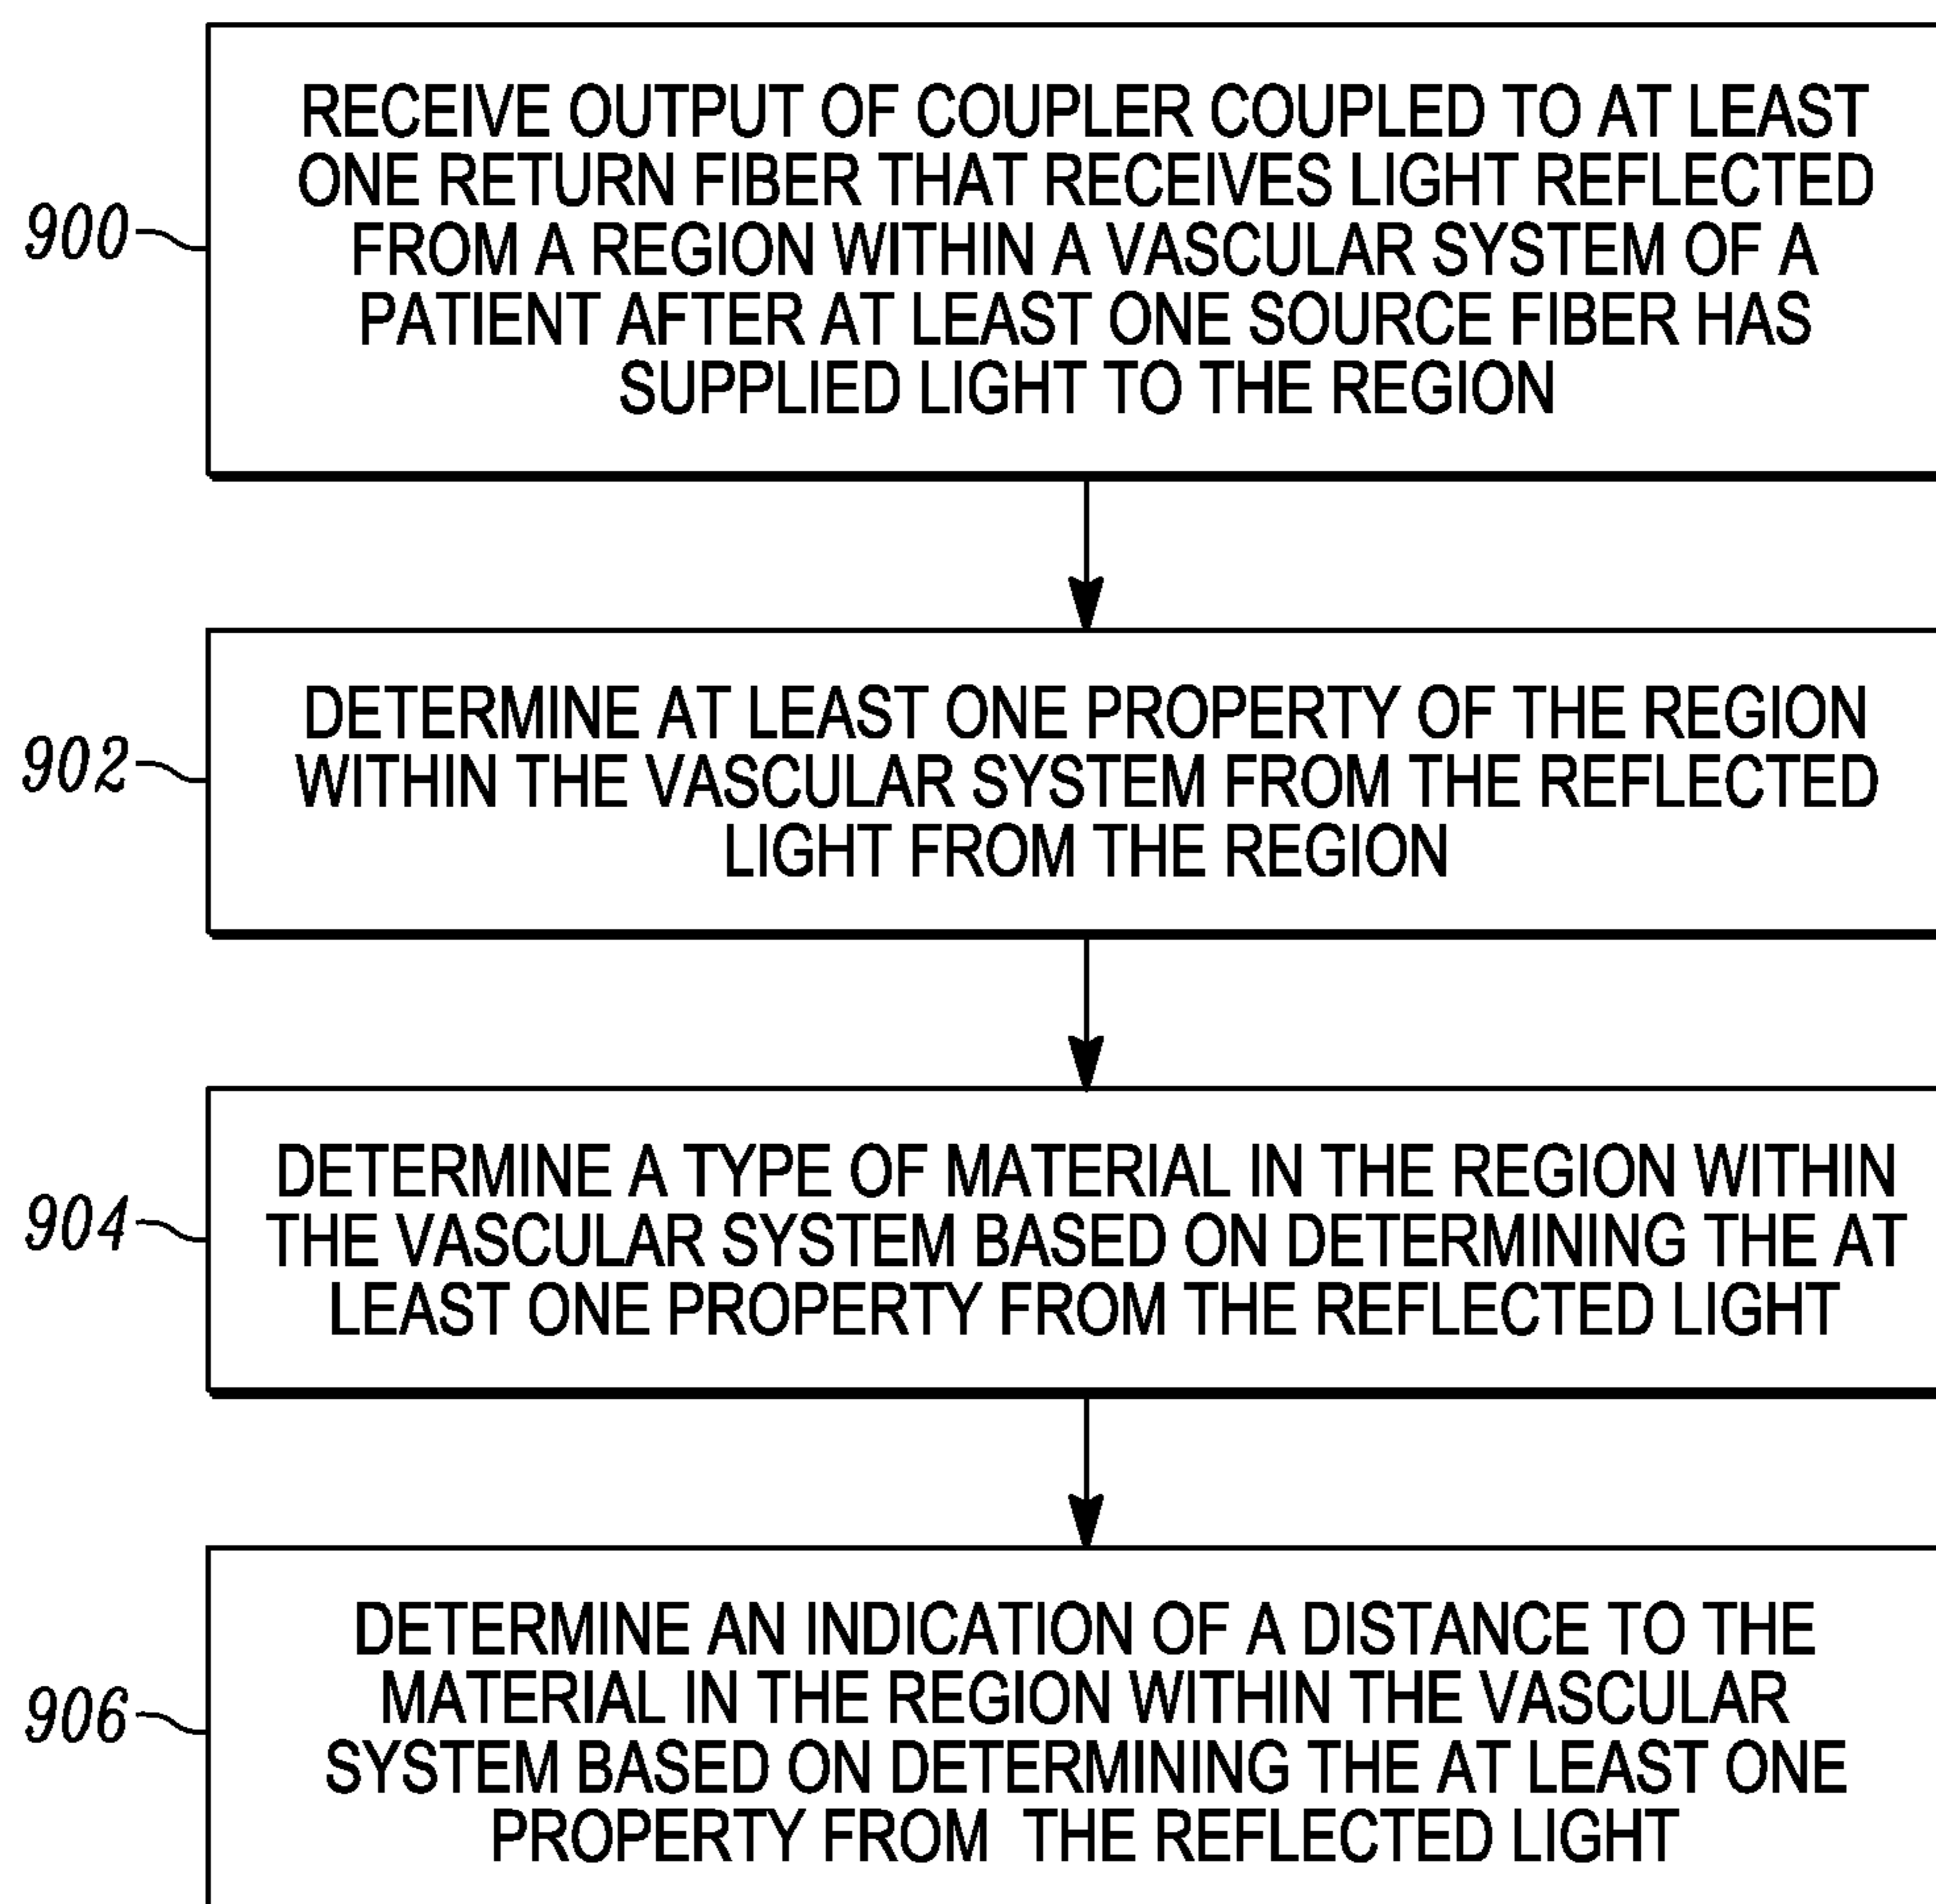 RECEIVE OUTPUT OF COUPLER COUPLED TO AT LEAST
ONE RETURN FIBER THAT RECEIVES LIGHT REFLECTED
900
FROM A REGION WITHIN A VASCULAR SYSTEM OF A
PATIENT AFTER AT LEAST ONE SOURCE FIBER HAS
SUPPLIED LIGHT TO THE REGION
DETERMINE AT LEAST ONE PROPERTY OF THE REGION
902
WITHIN THE VASCULAR SYSTEM FROM THE REFLECTED
LIGHT FROM THE REGION
DETERMINE A TYPE OF MATERIAL IN THE REGION WITHIN
904
THE VASCULAR SYSTEM BASED ON DETERMINING THE AT
LEAST ONE PROPERTY FROM THE REFLECTED LIGHT
DETERMINE AN INDICATION OF A DISTANCE TO THE
MATERIAL IN THE REGION WITHIN THE VASCULAR
906
SYSTEM BASED ON DETERMINING THE AT LEAST ONE
PROPERTY FROM THE REFLECTED LIGHT